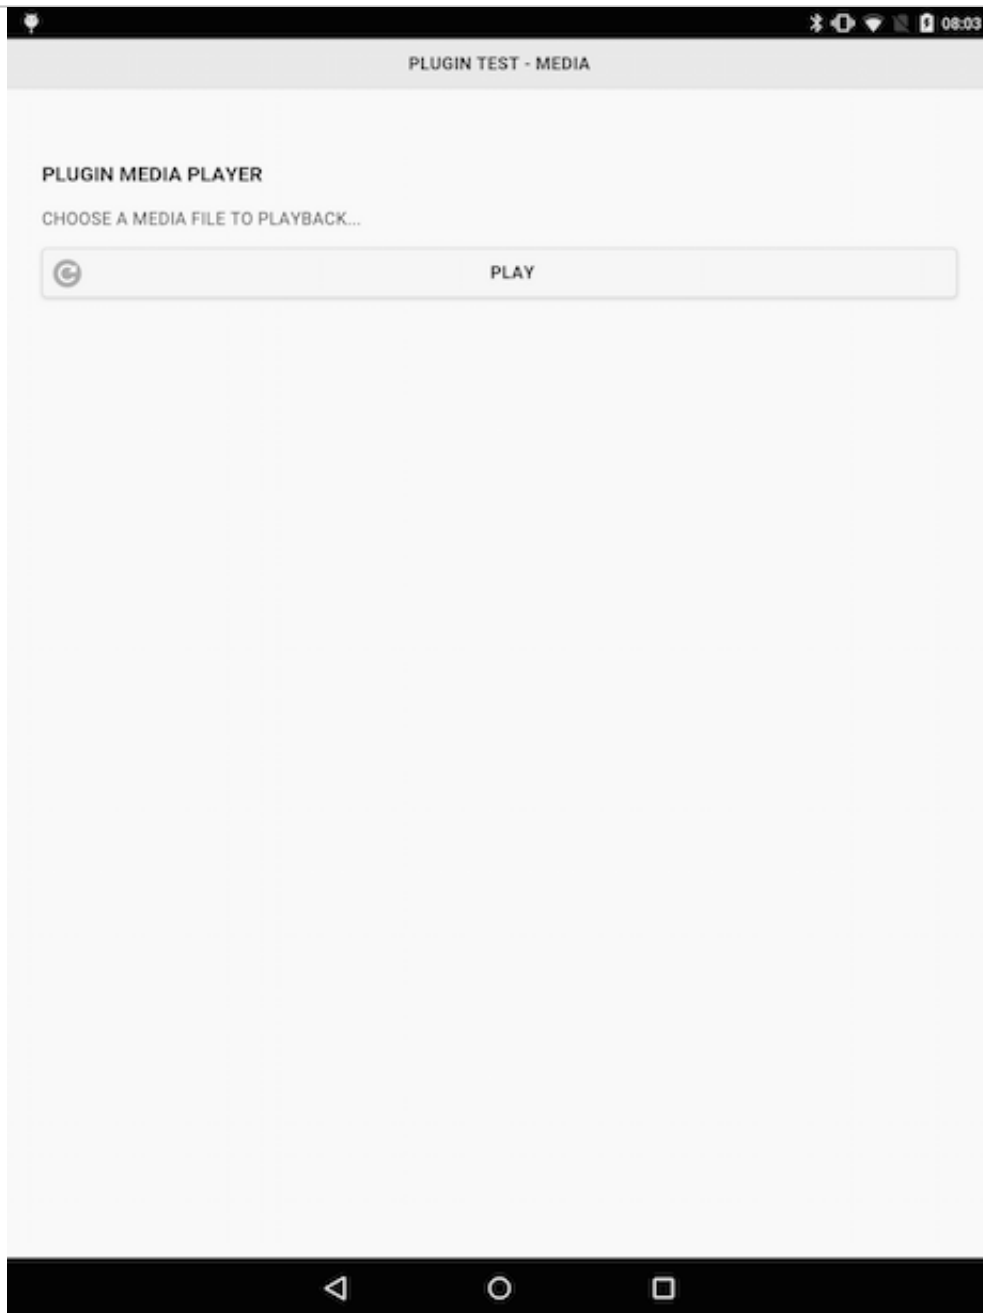 08:03
PLUGIN TEST - MEDIA
PLUGIN MEDIA PLAYER
CHOOSE A MEDIA FILE TO PLAYBACK...
PLAY